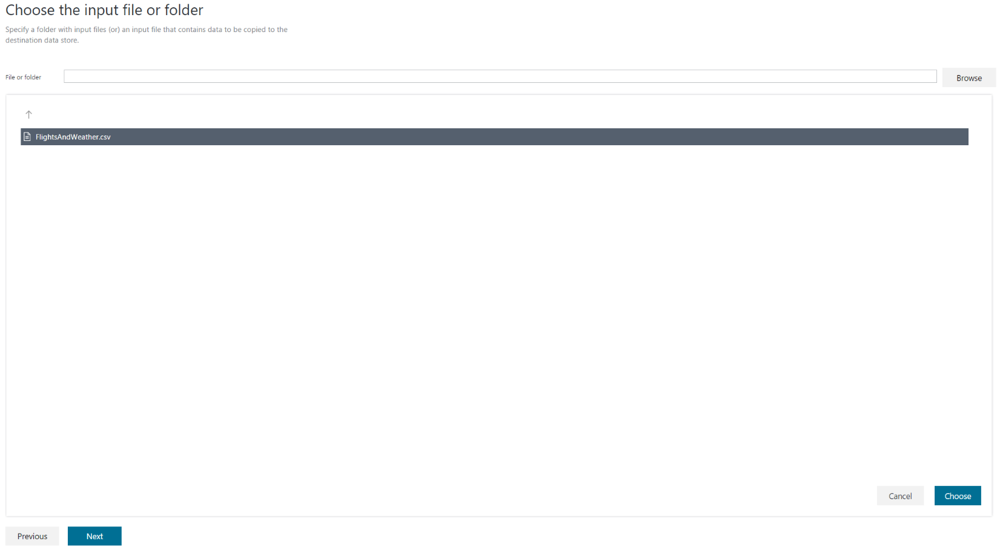 Choose the input file or folder
Specify a folder with input files (or) an input file that contains data to be copied to the
destination data store.
File or folder
Browse
FlightsAndWeather.csv
Cancel
Choose
Previous
Next